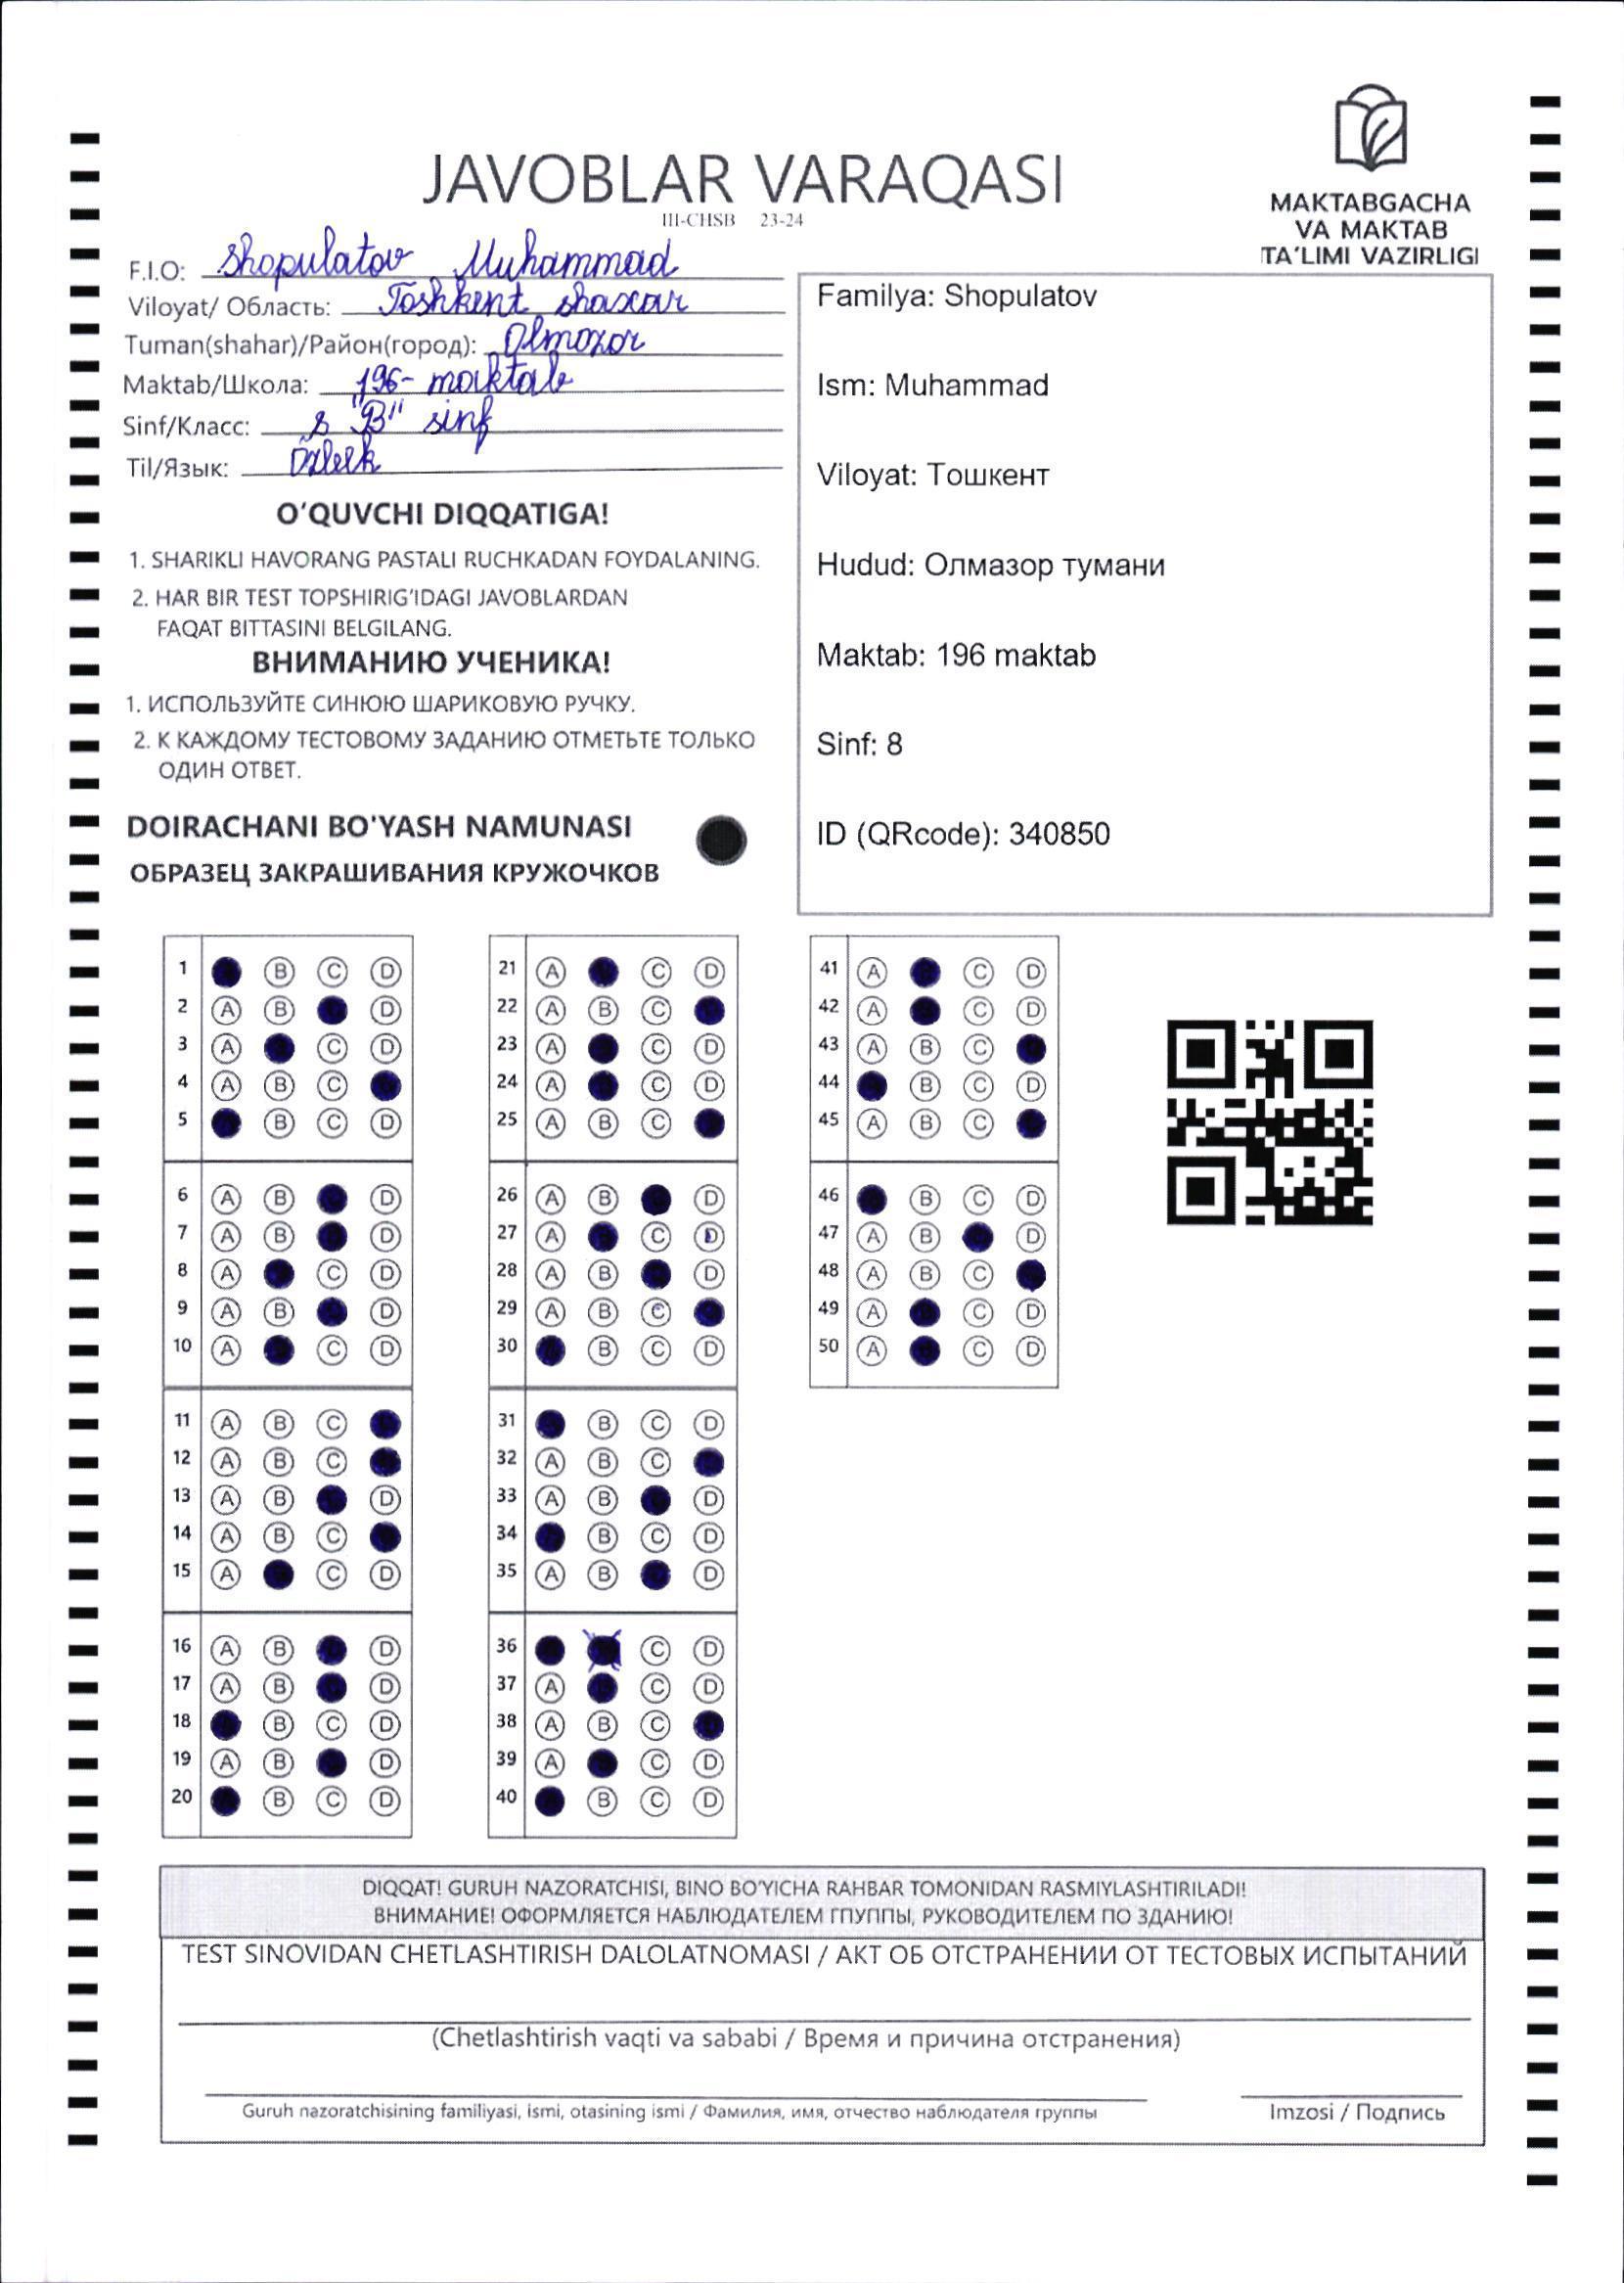 JAVOBLAR VARAQASI
III-CHSB 23-24
MAKTABGACHA
VA MAKTAB
TA'LIMI VAZIRLIGI
F.I.O: Shopulatov Muhammad
Viloyat/ Область: Toshkent shaxar
Tuman(shahar)/Район(город): Olmozor
Maktab/Школа: 196- maktab
Sinf/Класс: 8 "B" sinf
Til/Язык: Özbek
O'QUVCHI DIQQATIGA!
1. SHARIKLI HAVORANG PASTALI RUCHKADAN FOYDALANING.
2. HAR BIR TEST TOPSHIRIG'IDAGI JAVOBLARDAN
FAQAT BITTASINI BELGILANG.
ВНИМАНИЮ УЧЕНИКА!
1. ИСПОЛЬЗУЙТЕ СИНЮЮ ШАРИКОВУЮ РУЧКУ.
2. К КАЖДОМУ ТЕСТОВОМУ ЗАДАНИЮ ОТМЕТЬТЕ ТОЛЬКО
ОДИН ОТВЕТ.
DOIRACHANI BO'YASH NAMUNASI
ОБРАЗЕЦ ЗАКРАШИВАНИЯ КРУЖОЧКОВ
Familya: Shopulatov
Ism: Muhammad
Viloyat: Тошкент
Hudud: Олмазор тумани
Maktab: 196 maktab
Sinf: 8
ID (QRcode): 340850
1 B C D
2 A B D
3 A C D
4 A B C
5 B C D
6 A B D
7 A B D
8 A C D
9 A B D
10 A C D
11 A B C
12 A B C
13 A B D
14 A B C
15 A C D
16 A B D
17 A B D
18 B C D
19 A B D
20 B C D
21 A C D
22 A B C
23 A C D
24 A C D
25 A B C
26 A B D
27 A C D
28 A B D
29 A B C
30 B C D
31 B C D
32 A B C
33 A B D
34 B C D
35 A B D
36 C D
37 A C D
38 A B C
39 A C D
40 B C D
41 A C D
42 A C D
43 A B C
44 B C D
45 A B C
46 B C D
47 A B D
48 A B C
49 A C D
50 A C D
DIQQAT! GURUH NAZORATCHISI, BINO BO'YICHA RAHBAR TOMONIDAN RASMIYLASHTIRILADI!
ВНИМАНИЕ! ОФОРМЛЯЕТСЯ НАБЛЮДАТЕЛЕМ ГПУППЫ, РУКОВОДИТЕЛЕМ ПО ЗДАНИЮ!
TEST SINOVIDAN CHETLASHTIRISH DALOLATNOMASI / АКТ ОБ ОТСТРАНЕНИИ ОТ ТЕСТОВЫХ ИСПЫТАНИЙ
(Chetlashtirish vaqti va sababi / Время и причина отстранения)
Guruh nazoratchisining familiyasi, ismi, otasining ismi / Фамилия, имя, отчество наблюдателя группы
Imzosi / Подпись